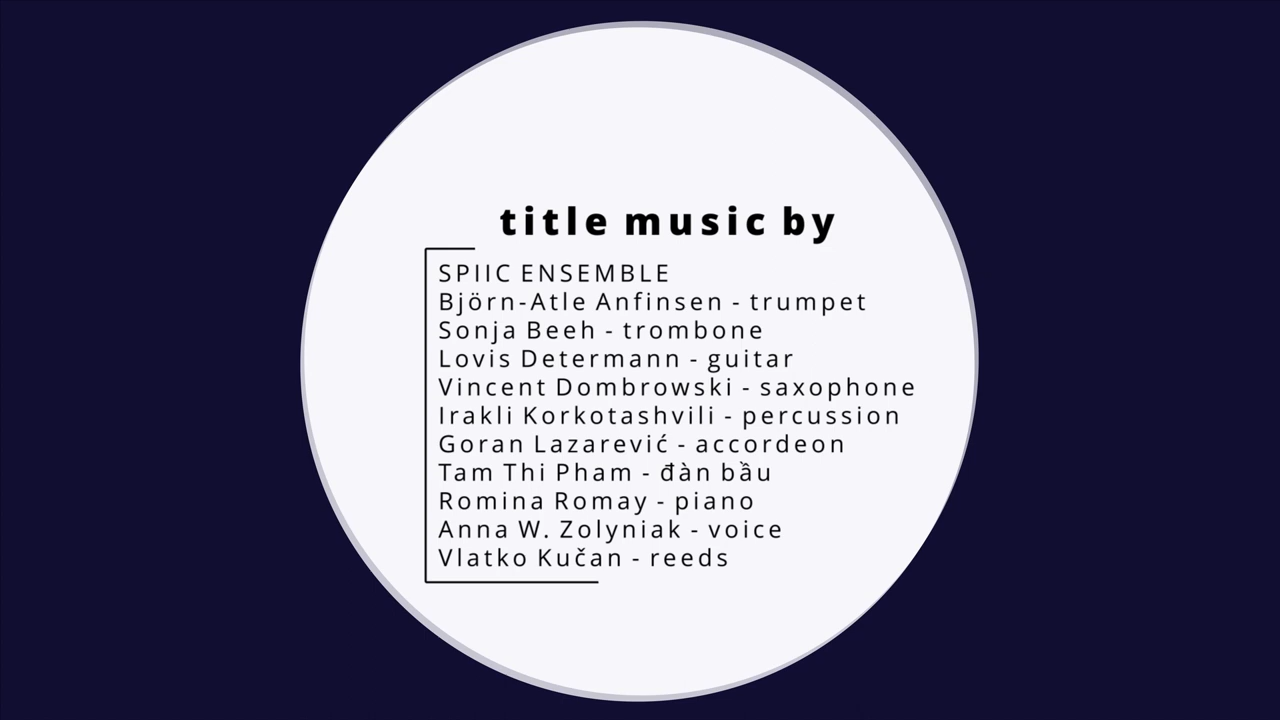 title music by
SPIIC ENSEMBLE
Björn-Atle Anfinsen - trumpet
Sonja Beeh - trombone
Lovis Determann - guitar
Vincent Dombrowski - saxophone
Irakli Korkotashvili - percussion
Goran Lazarević - accordeon
Tam Thi Pham - đàn bầu
Romina Romay - piano
Anna W. Zolyniak - voice
Vlatko Kučan - reeds